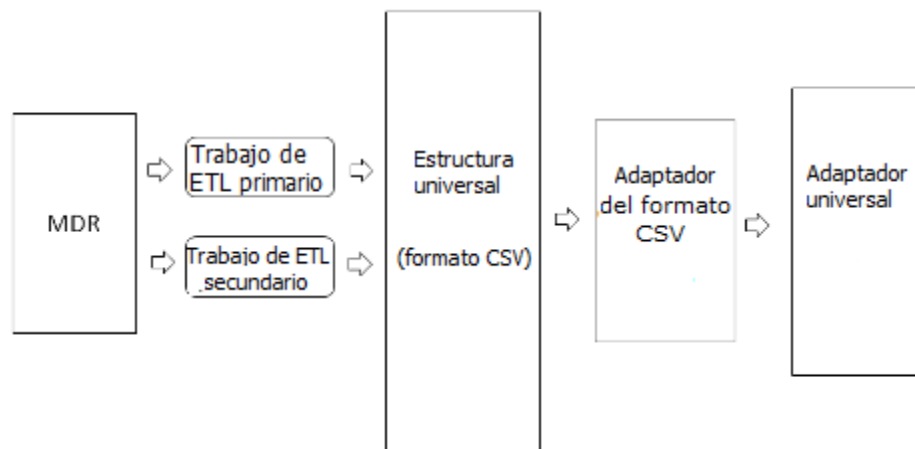 MDR
Trabajo de
ETL primario
Trabajo de ETL
secundario
Estructura
universal
(formato CSV)
Adaptador
del formato
CSV
Adaptador
universal